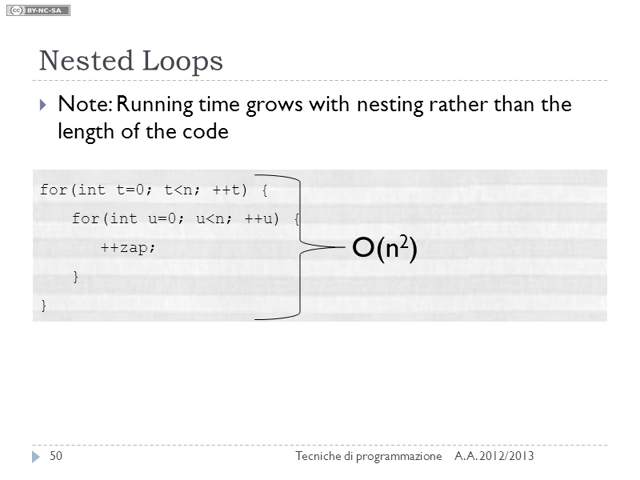 cc BY-NC-SA
Nested Loops
Note: Running time grows with nesting rather than the
length of the code
for(int t=0; t<n; ++t) {
for(int u=0; u<n; ++u) {
++zap;
}
}
O(n²)
50 Tecniche di programmazione A.A. 2012/2013